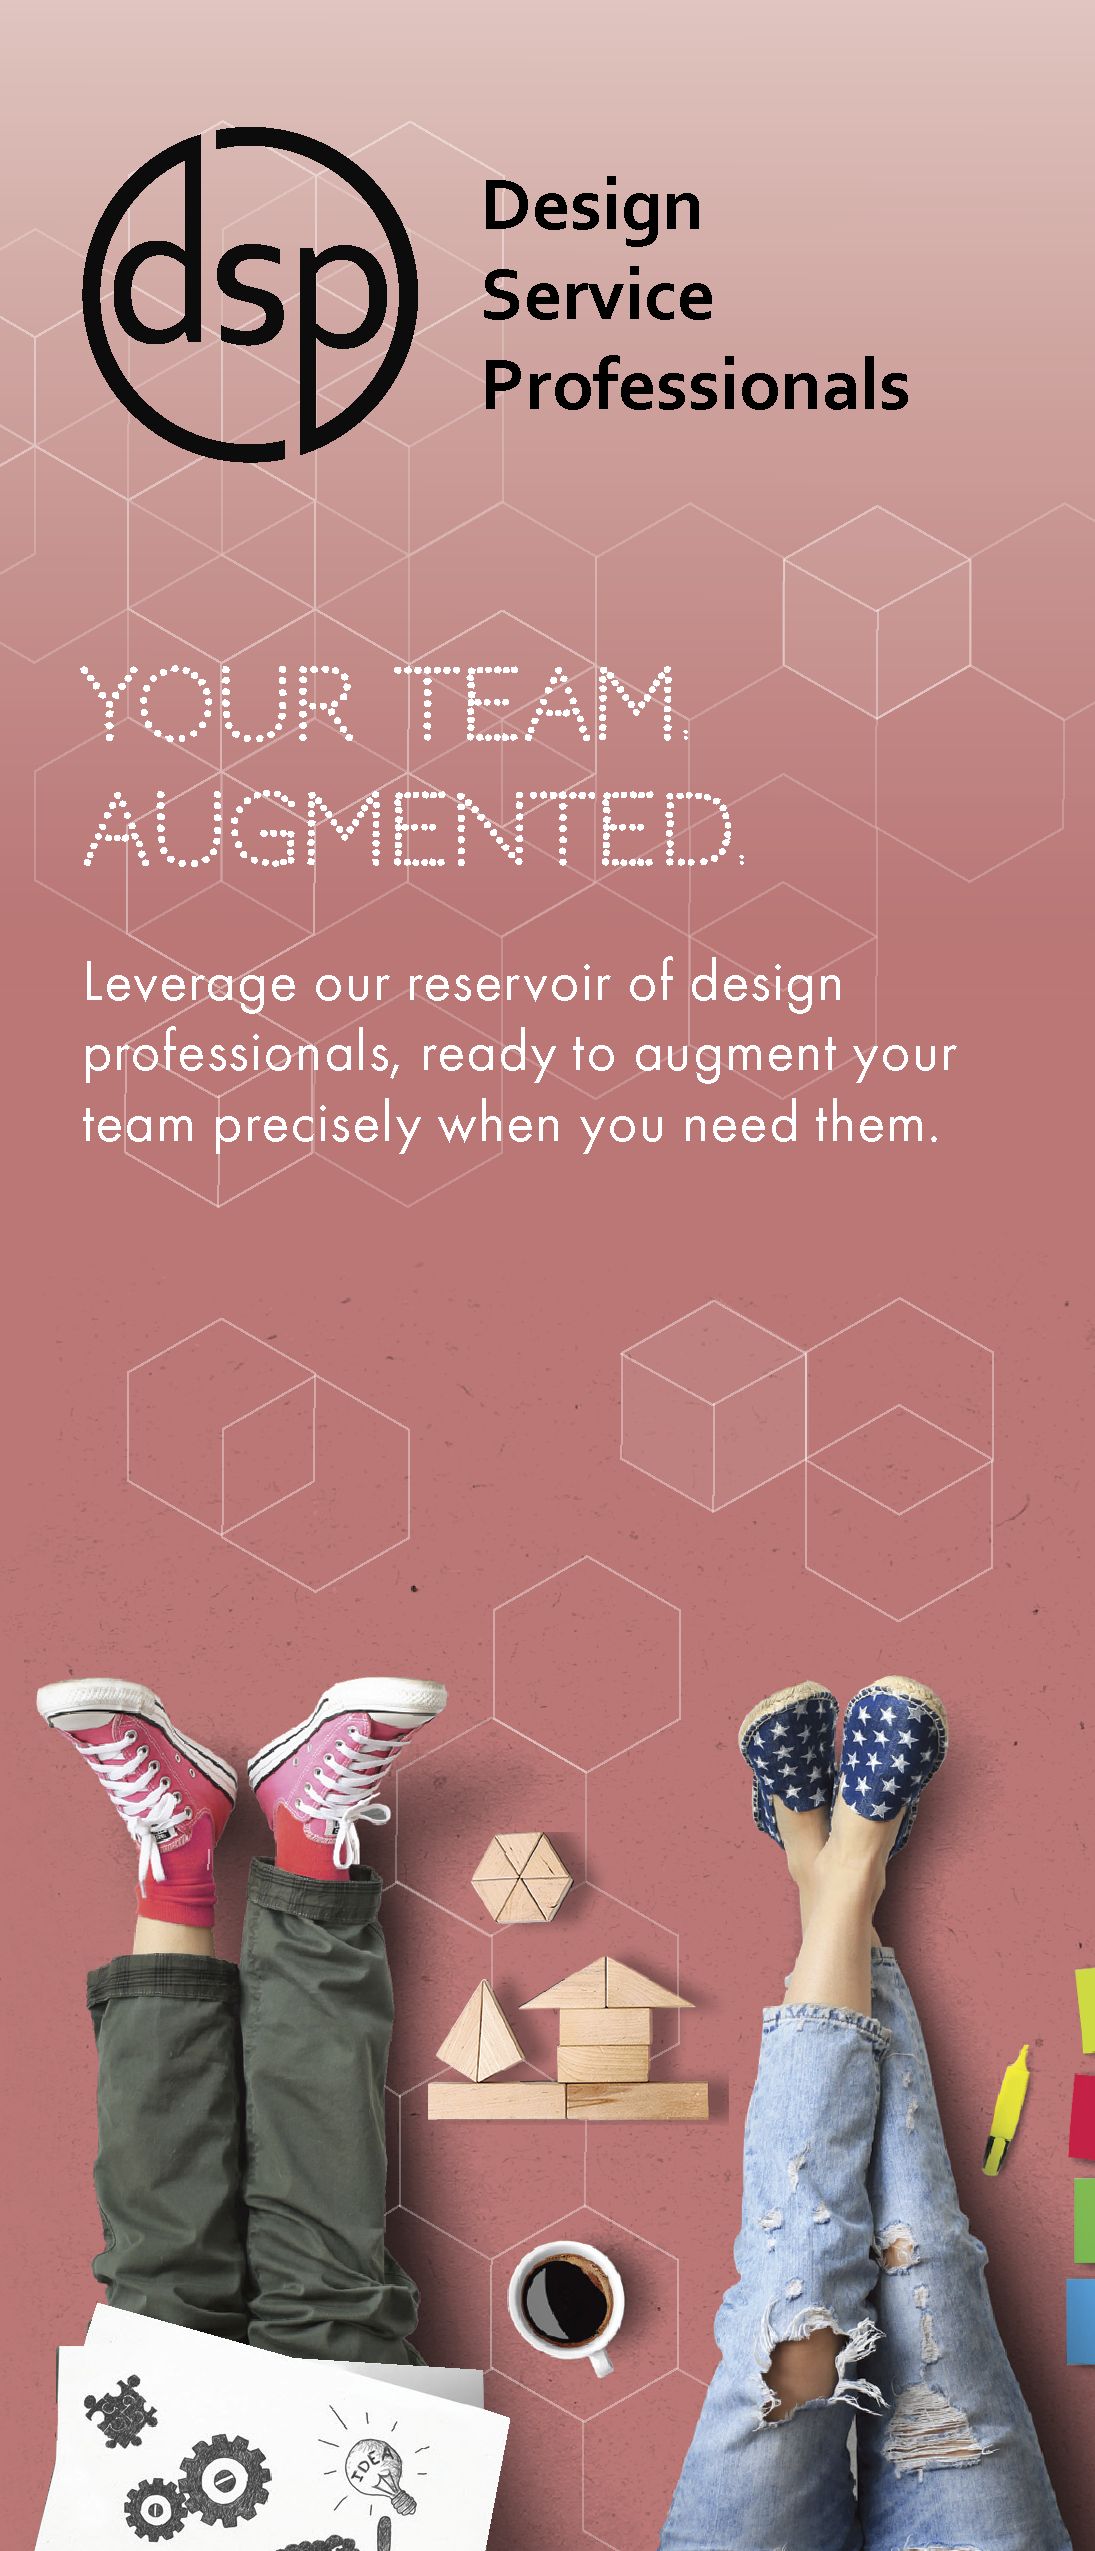 dsp
Design
Service
Professionals
YOUR TEAM.
AUGMENTED.
Leverage our reservoir of design
professionals, ready to augment your
team precisely when you need them.
IDEA